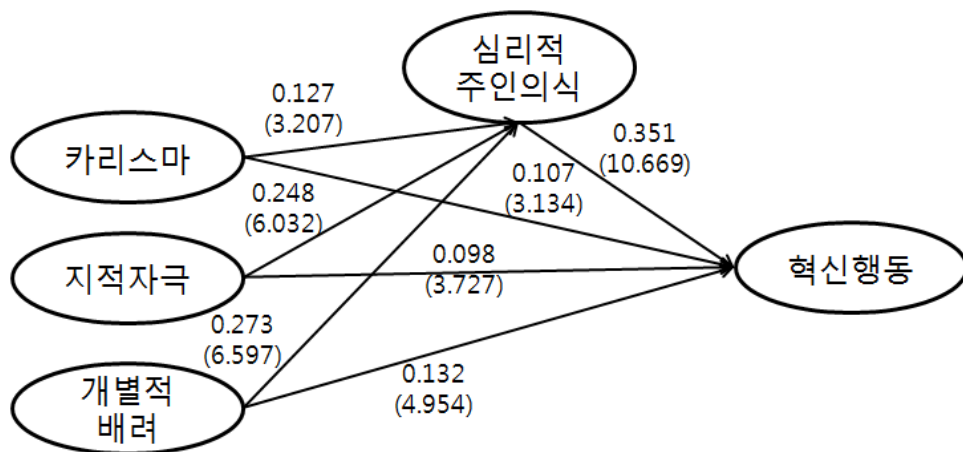 심리적
주인의식
0.127
(3.207)
0.351
(10.669)
카리스마
0.107
(3.134)
0.248
(6.032)
0.098
(3.727)
지적자극
혁신행동
0.273
(6.597)
0.132
(4.954)
개별적
배려